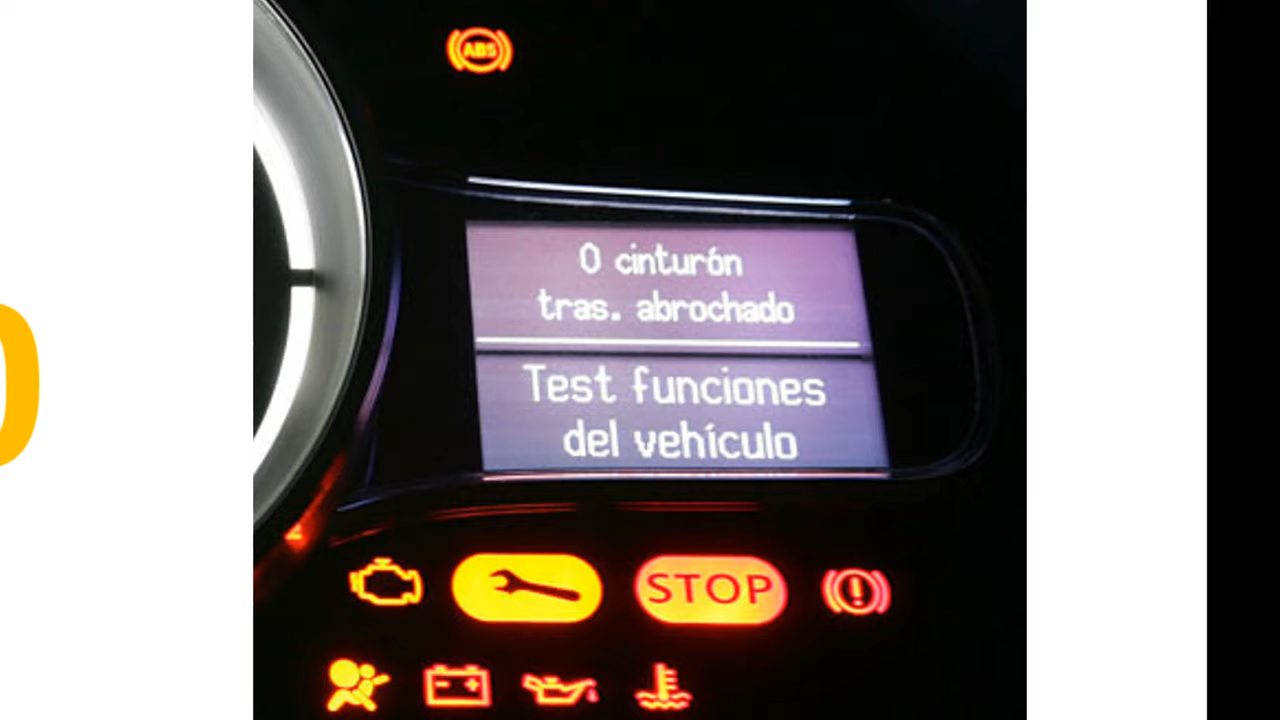 ABS
0 cinturón
tras. abrochado
Test funciones
del vehículo
STOP